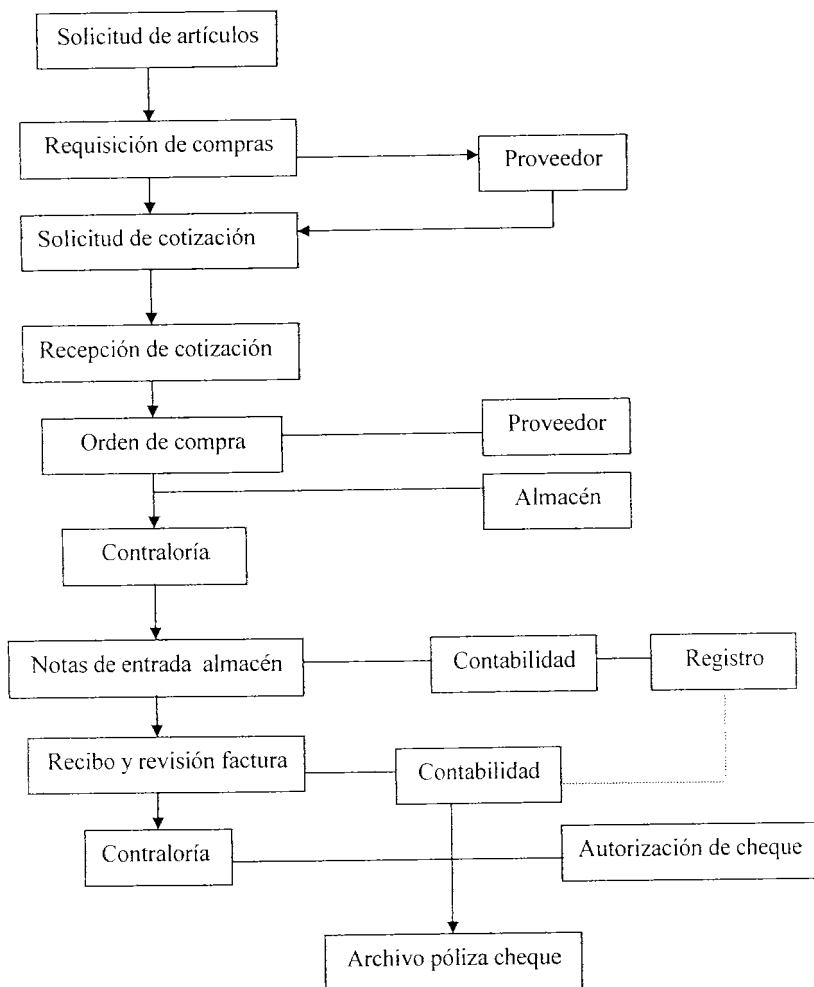 Solicitud de artículos
Requisición de compras
Proveedor
Solicitud de cotización
Recepción de cotización
Orden de compra
Proveedor
Almacén
Contraloría
Notas de entrada almacén
Contabilidad
Registro
Recibo y revisión factura
Contabilidad
Contraloría
Autorización de cheque
Archivo póliza cheque